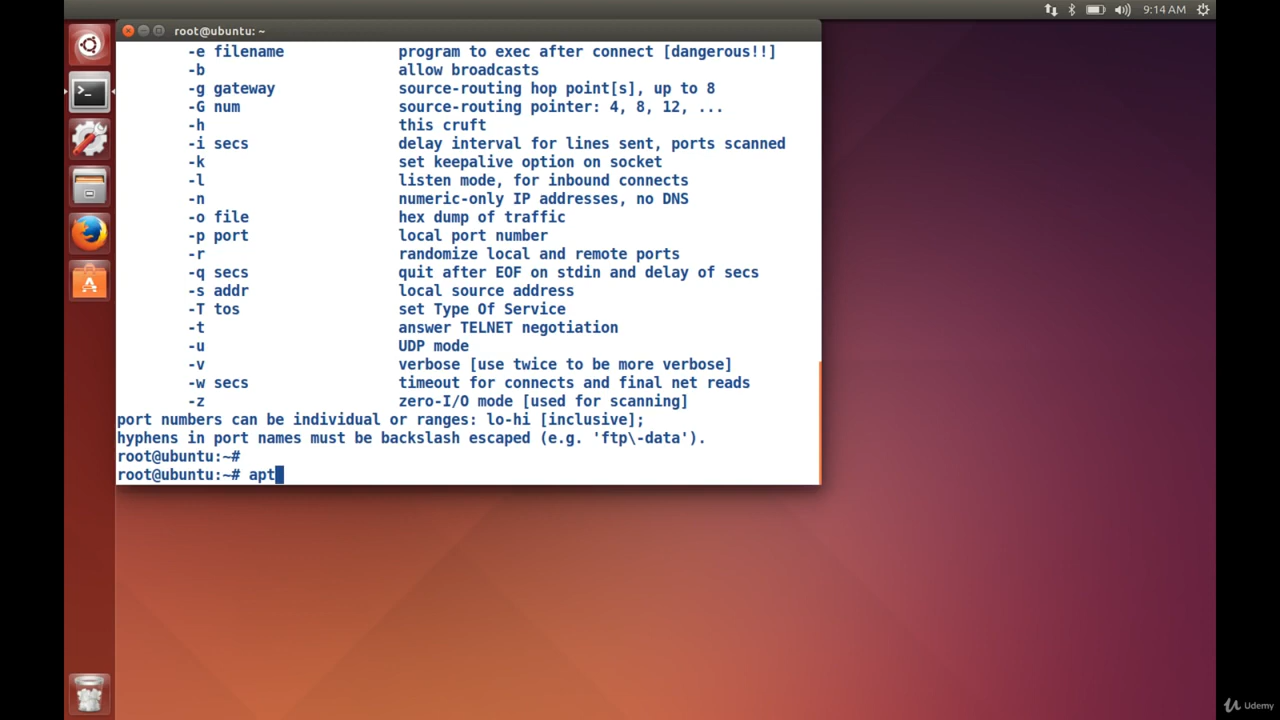 9:14 AM
root@ubuntu: ~
-e filename program to exec after connect [dangerous!!]
-b allow broadcasts
-g gateway source-routing hop point[s], up to 8
-G num source-routing pointer: 4, 8, 12, ...
-h this cruft
-i secs delay interval for lines sent, ports scanned
-k set keepalive option on socket
-l listen mode, for inbound connects
-n numeric-only IP addresses, no DNS
-o file hex dump of traffic
-p port local port number
-r randomize local and remote ports
-q secs quit after EOF on stdin and delay of secs
-s addr local source address
-T tos set Type Of Service
-t answer TELNET negotiation
-u UDP mode
-v verbose [use twice to be more verbose]
-w secs timeout for connects and final net reads
-z zero-I/O mode [used for scanning]
port numbers can be individual or ranges: lo-hi [inclusive];
hyphens in port names must be backslash escaped (e.g. 'ftp\-data').
root@ubuntu:~#
root@ubuntu:~# apt
Udemy